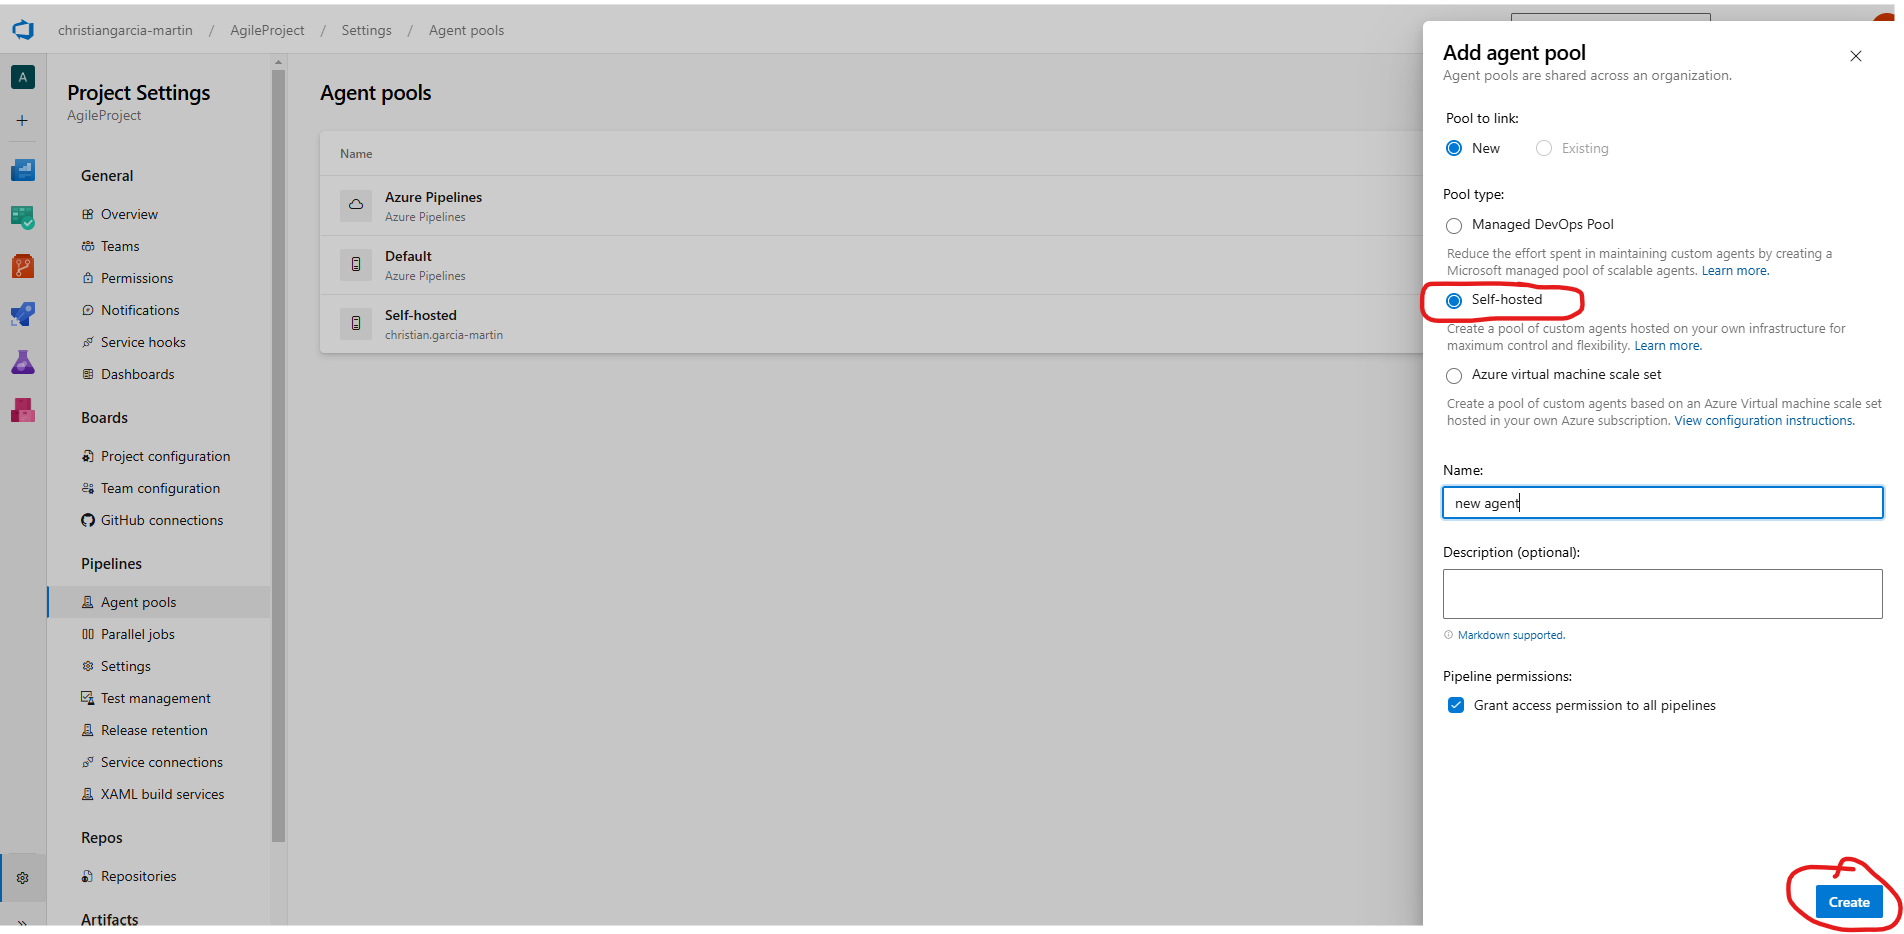 christiangarcia-martin / AgileProject / Settings / Agent pools
A
Project Settings
AgileProject
General
Overview
Teams
Permissions
Notifications
Service hooks
Dashboards
Boards
Project configuration
Team configuration
GitHub connections
Pipelines
Agent pools
Parallel jobs
Settings
Test management
Release retention
Service connections
XAML build services
Repos
Repositories
Artifacts
Agent pools
Name
Azure Pipelines
Azure Pipelines
Default
Azure Pipelines
Self-hosted
christian.garcia-martin
Add agent pool
Agent pools are shared across an organization.
Pool to link:
New Existing
Pool type:
Managed DevOps Pool
Reduce the effort spent in maintaining custom agents by creating a
Microsoft managed pool of scalable agents. Learn more.
Self-hosted
Create a pool of custom agents hosted on your own infrastructure for
maximum control and flexibility. Learn more.
Azure virtual machine scale set
Create a pool of custom agents based on an Azure Virtual machine scale set
hosted in your own Azure subscription. View configuration instructions.
Name:
new agent
Description (optional):
Markdown supported.
Pipeline permissions:
Grant access permission to all pipelines
Create